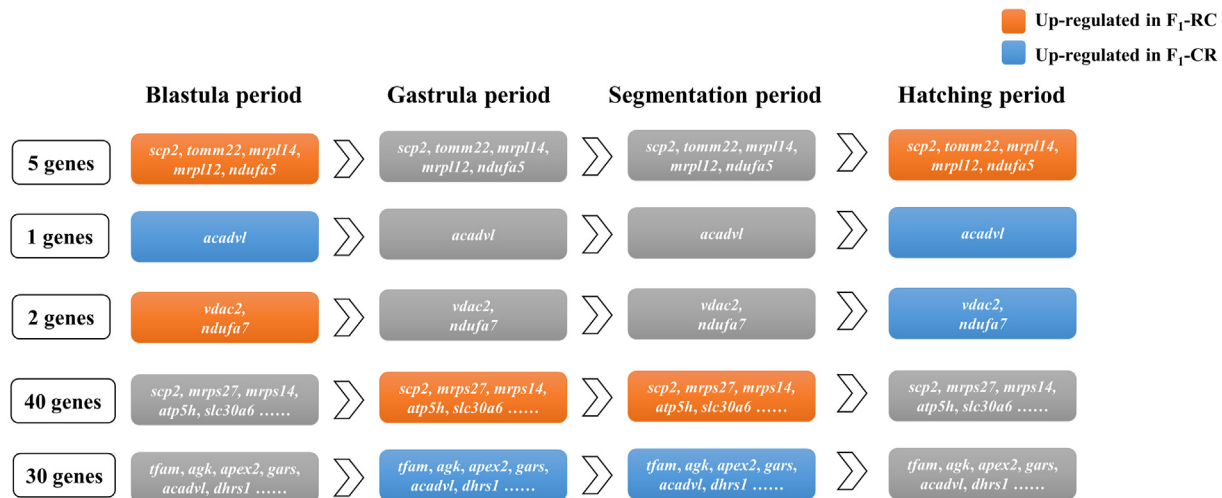 Up-regulated in F₁-RC
Up-regulated in F₁-CR
Blastula period
Gastrula period
Segmentation period
Hatching period
5 genes
scp2, tomm22, mrpl14,
mrpl12, ndufa5
scp2, tomm22, mrpl14,
mrpl12, ndufa5
scp2, tomm22, mrpl14,
mrpl12, ndufa5
scp2, tomm22, mrpl14,
mrpl12, ndufa5
1 genes
acadvl
acadvl
acadvl
acadvl
2 genes
vdac2,
ndufa7
vdac2,
ndufa7
vdac2,
ndufa7
vdac2,
ndufa7
40 genes
scp2, mrps27, mrps14,
atp5h, slc30a6 ……
scp2, mrps27, mrps14,
atp5h, slc30a6 ……
scp2, mrps27, mrps14,
atp5h, slc30a6 ……
scp2, mrps27, mrps14,
atp5h, slc30a6 ……
30 genes
tfam, agk, apex2, gars,
acadvl, dhrs1 ……
tfam, agk, apex2, gars,
acadvl, dhrs1 ……
tfam, agk, apex2, gars,
acadvl, dhrs1 ……
tfam, agk, apex2, gars,
acadvl, dhrs1 ……